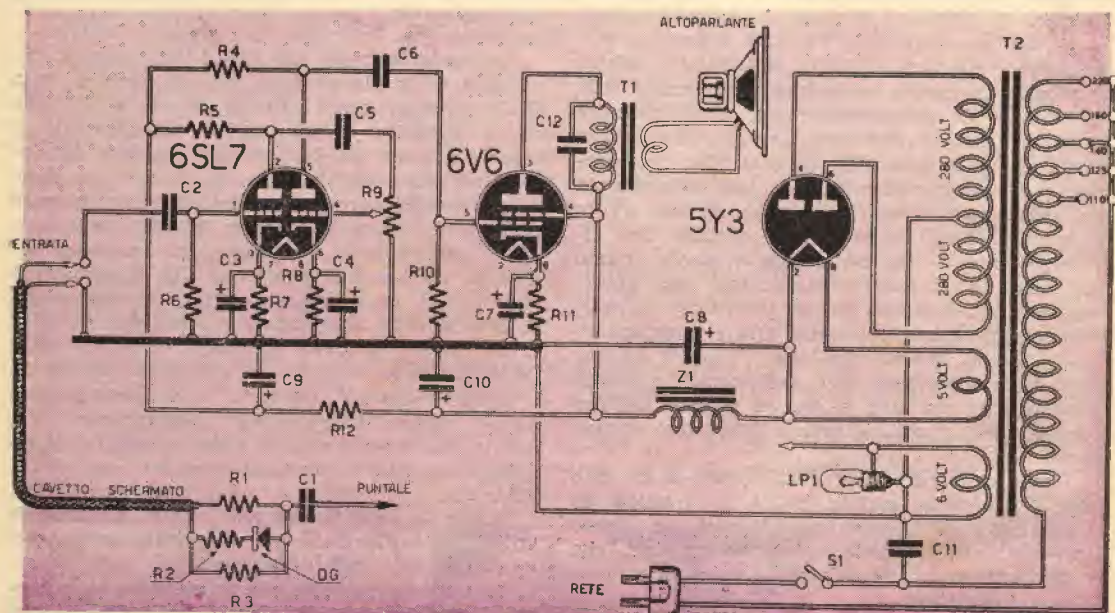 ALTOPARLANTE
T2
R4
C6
T1
R5
C5
C12
6SL7
6V6
280 VOLT
220
160
140
125
110
C2
R9
5Y3
ENTRATA
C3
R8
C4
R10
280 VOLT
R6
R7
C7
R11
C8
C9
C10
Z1
5 VOLT
R12
CAVETTO SCHERMATO
R1
C1
PUNTALE
LP1
6 VOLT
R2
DG
R3
RETE
S1
C11